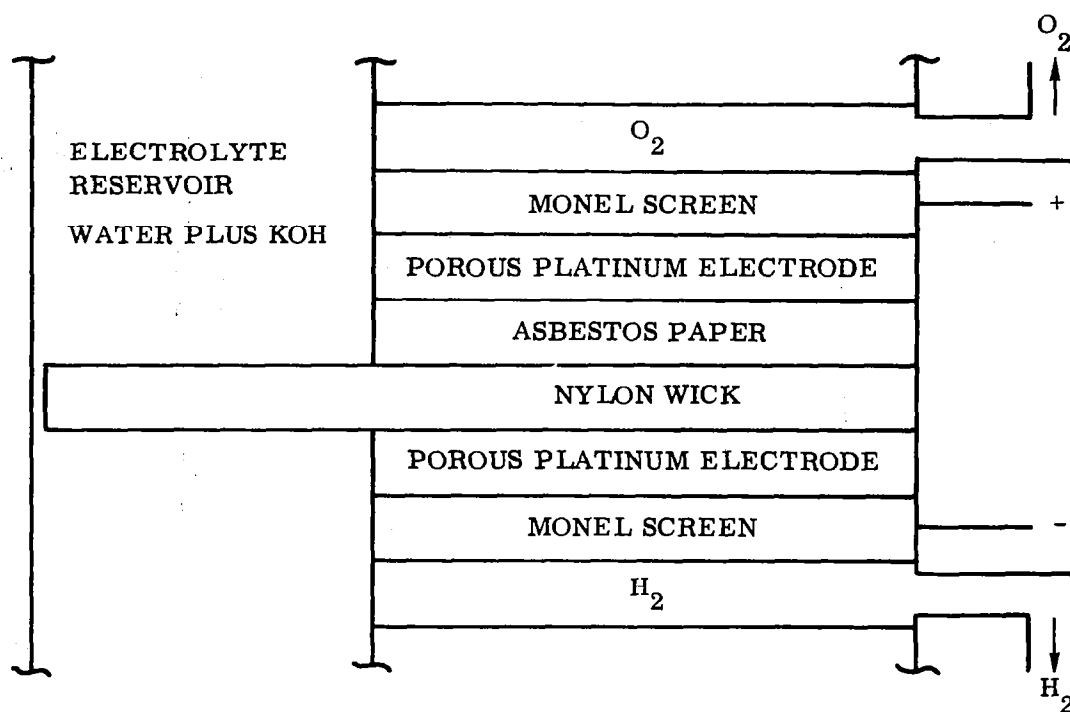 O2
O2
ELECTROLYTE
RESERVOIR
WATER PLUS KOH
MONEL SCREEN
+
POROUS PLATINUM ELECTRODE
ASBESTOS PAPER
NYLON WICK
POROUS PLATINUM ELECTRODE
MONEL SCREEN
-
H2
H2